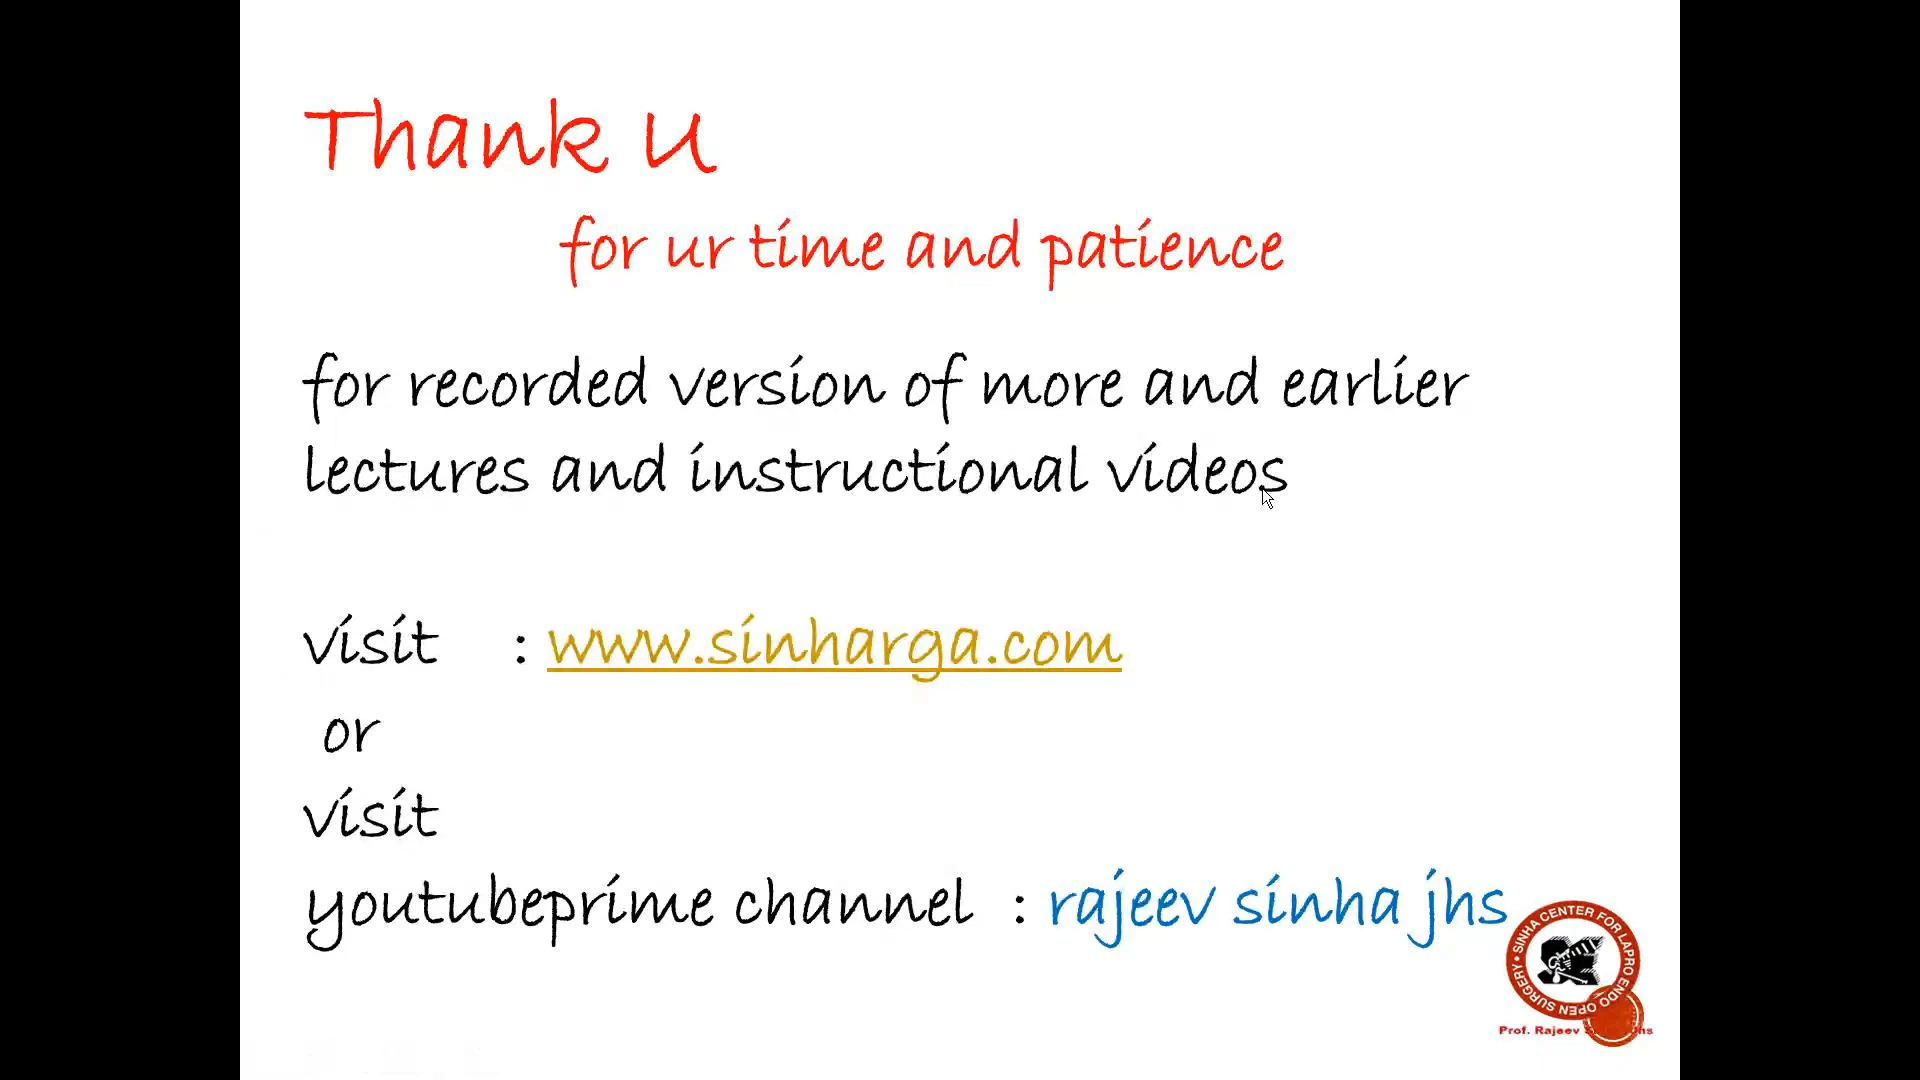 Thank U
for ur time and patience
for recorded version of more and earlier
lectures and instructional videos
visit : www.sinharga.com
or
visit
youtubeprime channel : rajeev sinha jhs
SINHA CENTER FOR LAPRO ENDO OPEN SURGERY
Prof. Rajeev